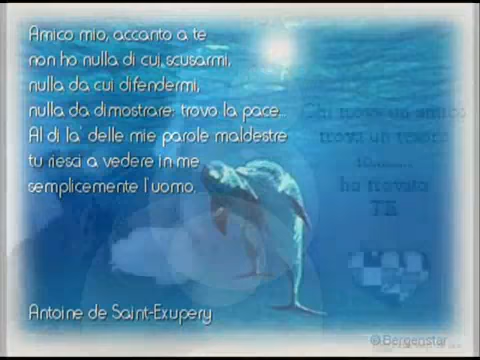 Amico mio, accanto a te
non ho nulla di cui scusarmi,
nulla da cui difendermi,
nulla da dimostrare: trovo la pace...
Al di la' delle mie parole maldestre
tu riesci a vedere in me
semplicemente l'uomo.
Antoine de Saint-Exupery
Chi trova un amico
trova un tesoro
io........
ho trovato
TE
©Bergenstar